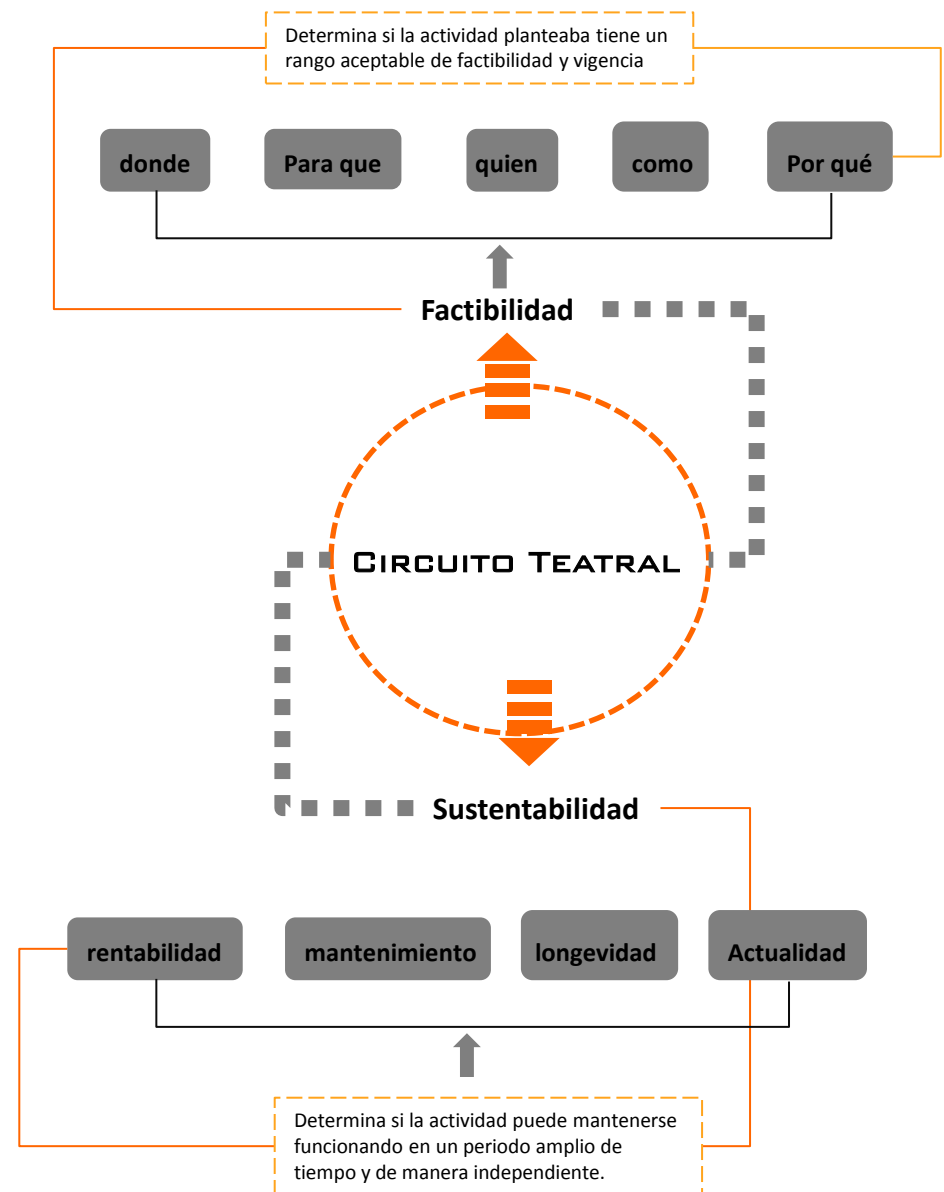 Determina si la actividad planteaba tiene un
rango aceptable de factibilidad y vigencia
donde
Para que
quien
como
Por qué
Factibilidad
CIRCUITO TEATRAL
Sustentabilidad
rentabilidad
mantenimiento
longevidad
Actualidad
Determina si la actividad puede mantenerse
funcionando en un periodo amplio de
tiempo y de manera independiente.